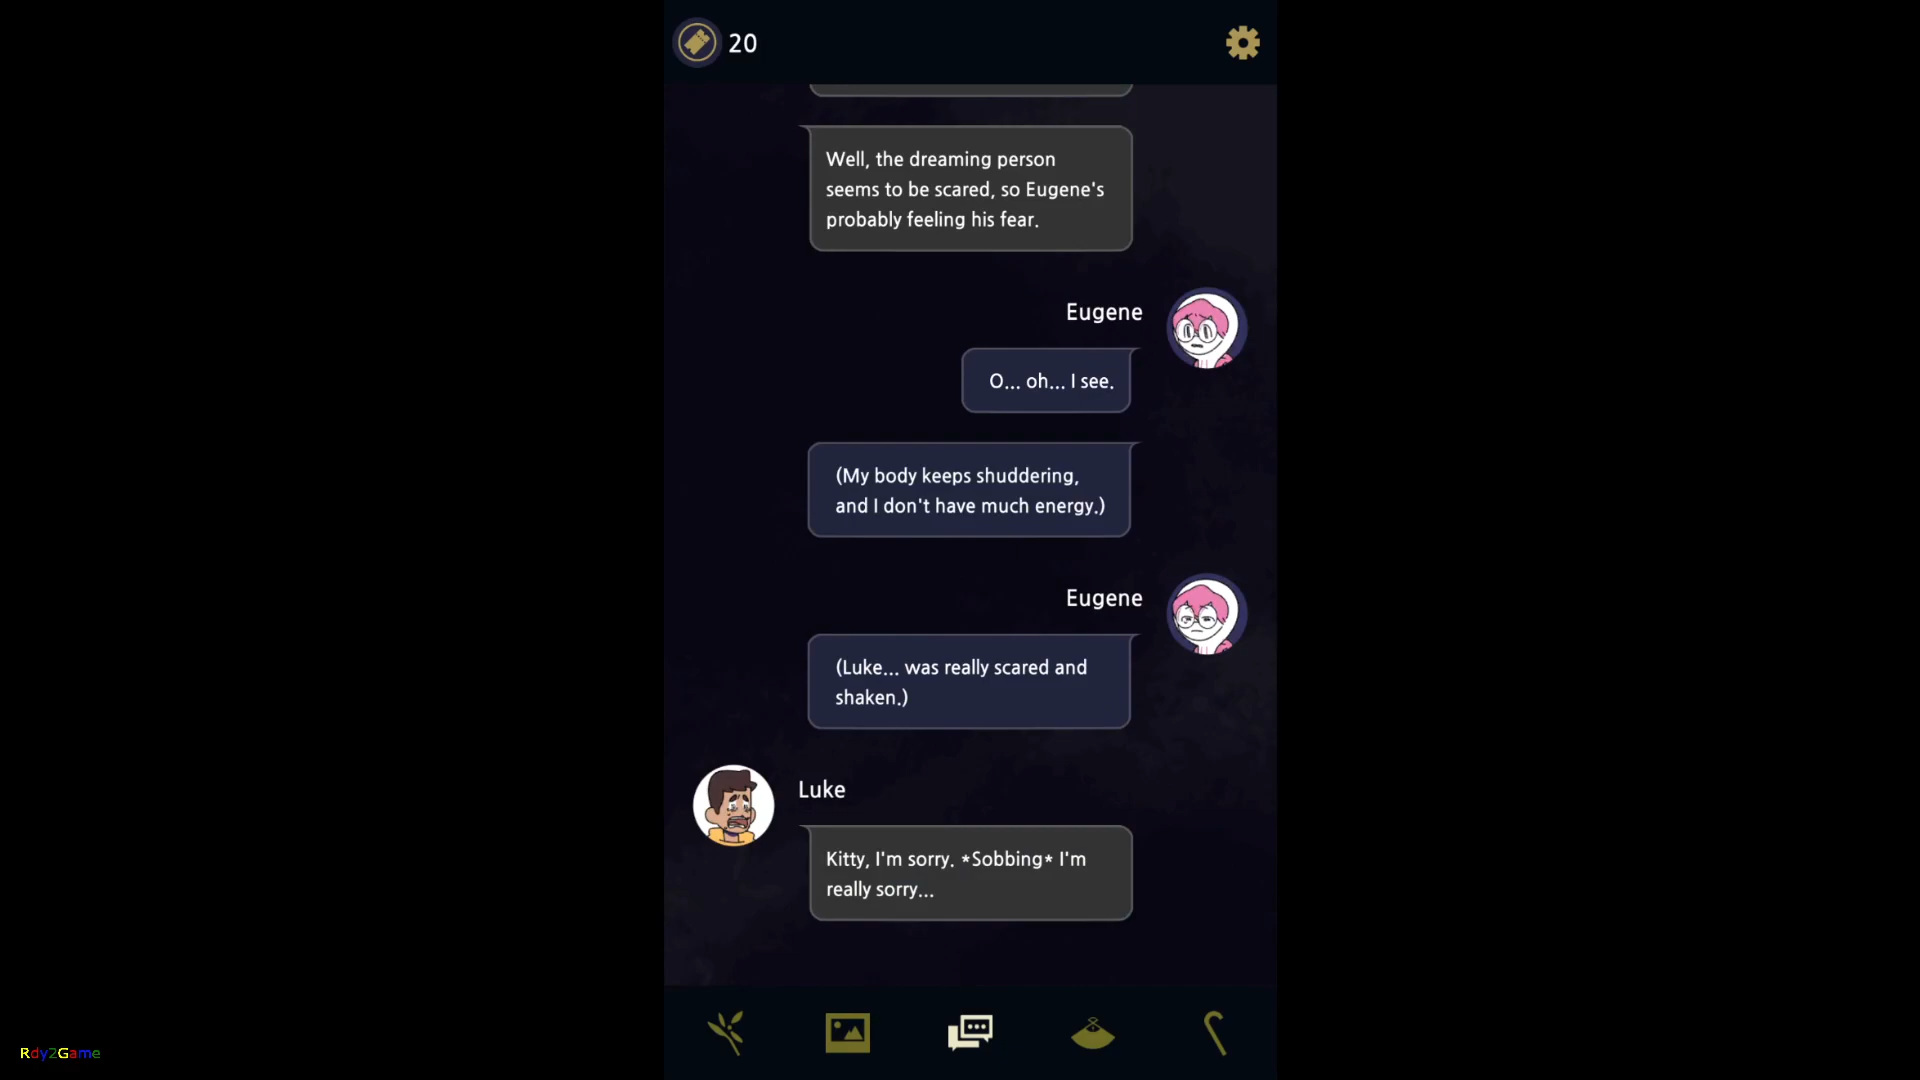 20
Well, the dreaming person
seems to be scared, so Eugene's
probably feeling his fear.
Eugene
O... oh... I see.
(My body keeps shuddering,
and I don't have much energy.)
Eugene
(Luke... was really scared and
shaken.)
Luke
Kitty, I'm sorry. *Sobbing* I'm
really sorry...
Rdy2Game